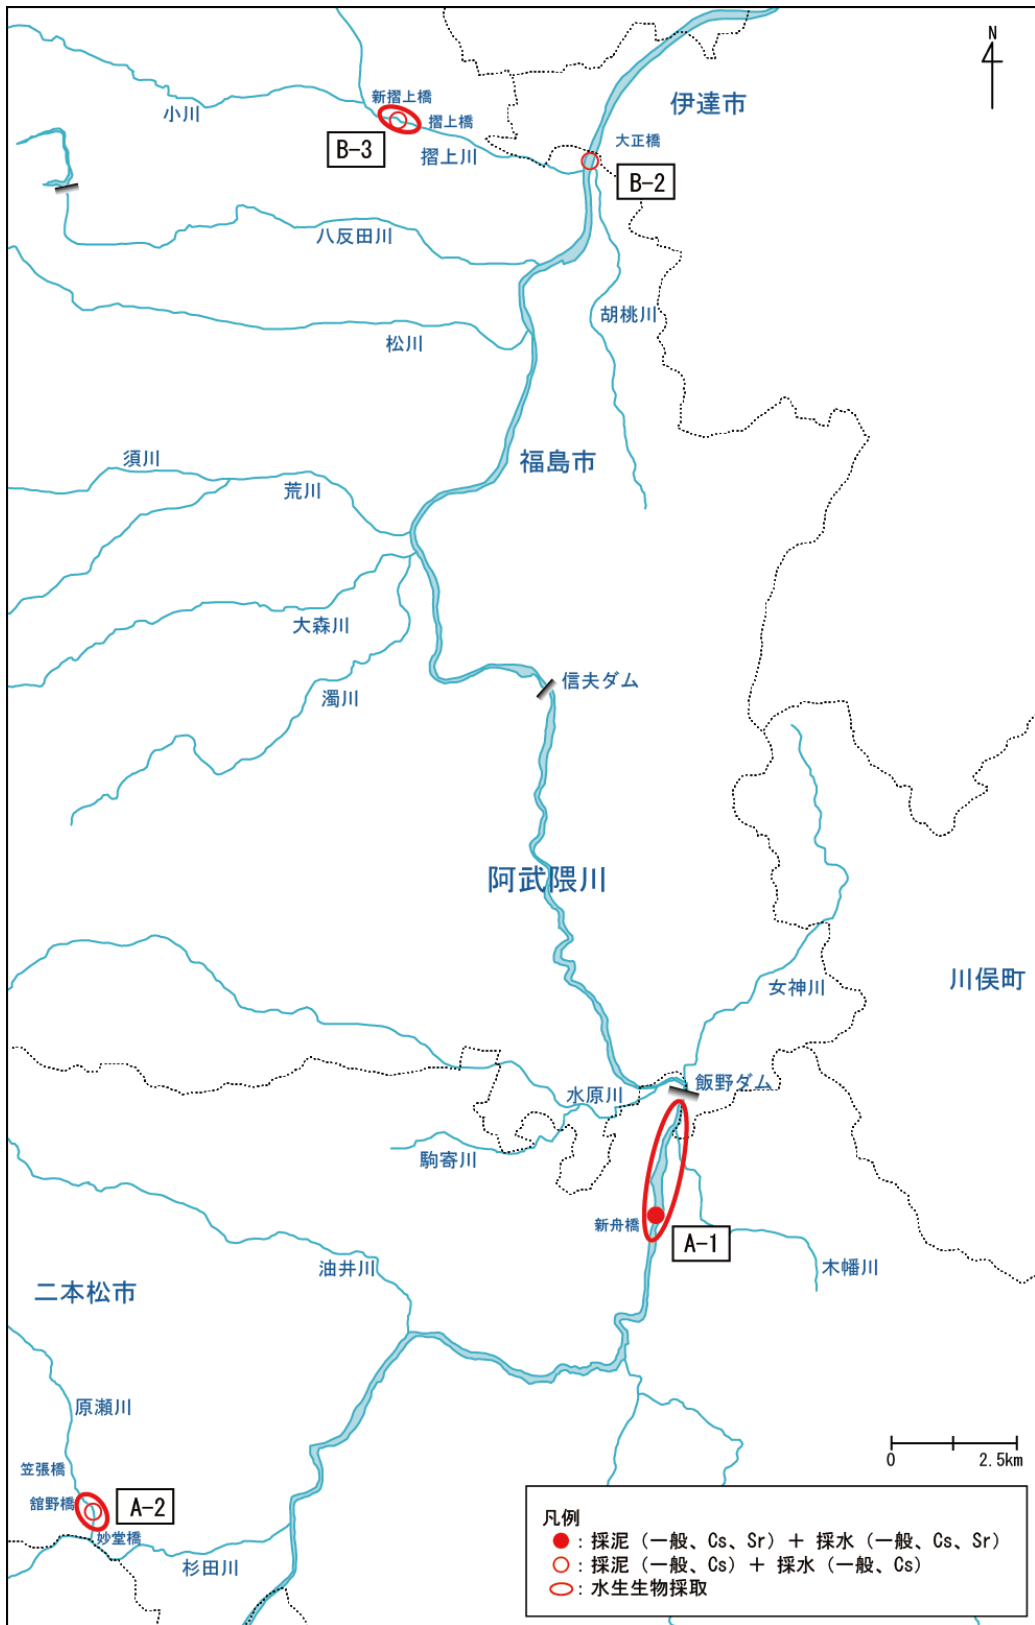 N
伊達市
新摺上橋
小川
摺上橋
大正橋
B-3
摺上川
B-2
八反田川
胡桃川
松川
須川
福島市
荒川
大森川
信夫ダム
濁川
阿武隈川
女神川
川俣町
飯野ダム
水原川
駒寄川
新舟橋
A-1
油井川
木幡川
二本松市
原瀬川
笠張橋
舘野橋
A-2
妙堂橋
杉田川
0 2.5km
凡例
：採泥（一般、Cs、Sr）＋ 採水（一般、Cs、Sr）
：採泥（一般、Cs）＋ 採水（一般、Cs）
：水生生物採取